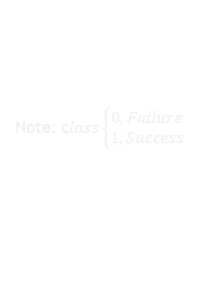 Note: class { 0, Failure
1, Success